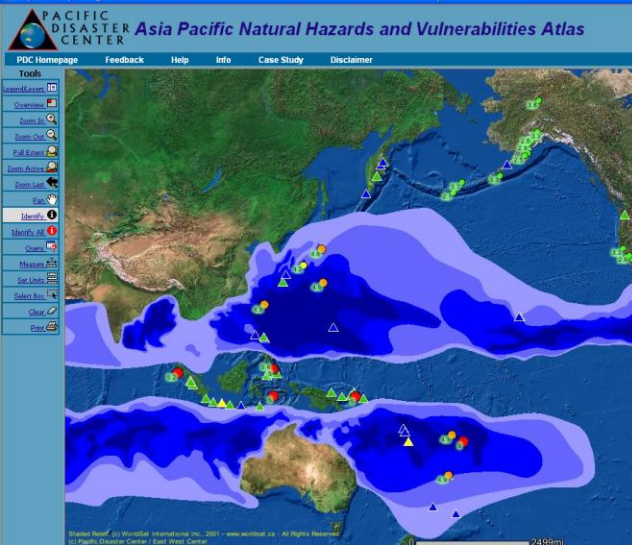 PACIFIC
DISASTER
CENTER
Asia Pacific Natural Hazards and Vulnerabilities Atlas
PDC Homepage Feedback Help Info Case Study Disclaimer
Tools
Legend/Layers
Overview
Zoom In
Zoom Out
Full Extent
Zoom Active
Zoom Last
Pan
Identify
Identify All
Query
Measure
Set Units
Select Box
Clear
Print
Shaded Relief, (c) WorldSat International Inc., 2001 - www.worldsat.ca - All Rights Reserved
(c) Pacific Disaster Center / East West Center
0 2499mi